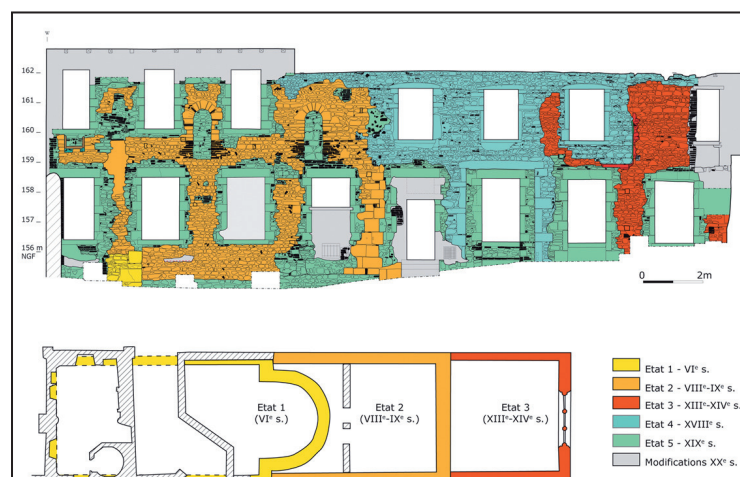 162
161
160
159
158
157
156 m
NGF
0 2m
Etat 1
(VIe s.)
Etat 2
(VIIIe-IXe s.)
Etat 3
(XIIIe-XIVe s.)
Etat 1 - VIe s.
Etat 2 - VIIIe-IXe s.
Etat 3 - XIIIe-XIVe s.
Etat 4 - XVIIIe s.
Etat 5 - XIXe s.
Modifications XXe s.